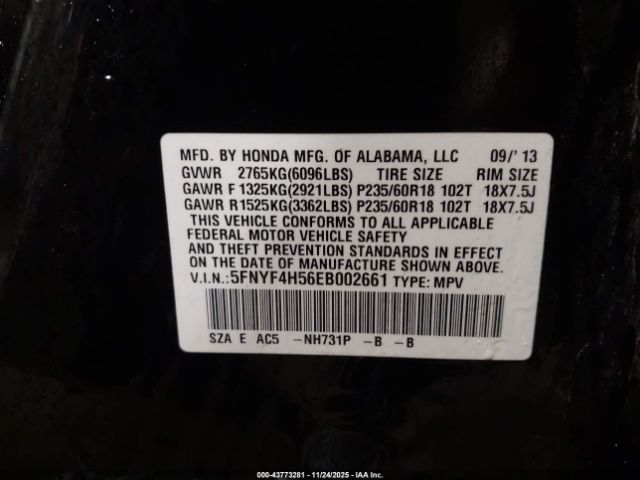 MFD. BY HONDA MFG. OF ALABAMA, LLC 09/'13
GVWR 2765KG(6096LBS) TIRE SIZE RIM SIZE
GAWR F 1325KG(2921LBS) P235/60R18 102T 18X7.5J
GAWR R1525KG(3362LBS) P235/60R18 102T 18X7.5J
THIS VEHICLE CONFORMS TO ALL APPLICABLE
FEDERAL MOTOR VEHICLE SAFETY
AND THEFT PREVENTION STANDARDS IN EFFECT
ON THE DATE OF MANUFACTURE SHOWN ABOVE.
V.I.N.:5FNYF4H56EB002661 TYPE: MPV
SZA E AC5 -NH731P -B -B
000-43773281 - 11/24/2025 - IAA Inc.